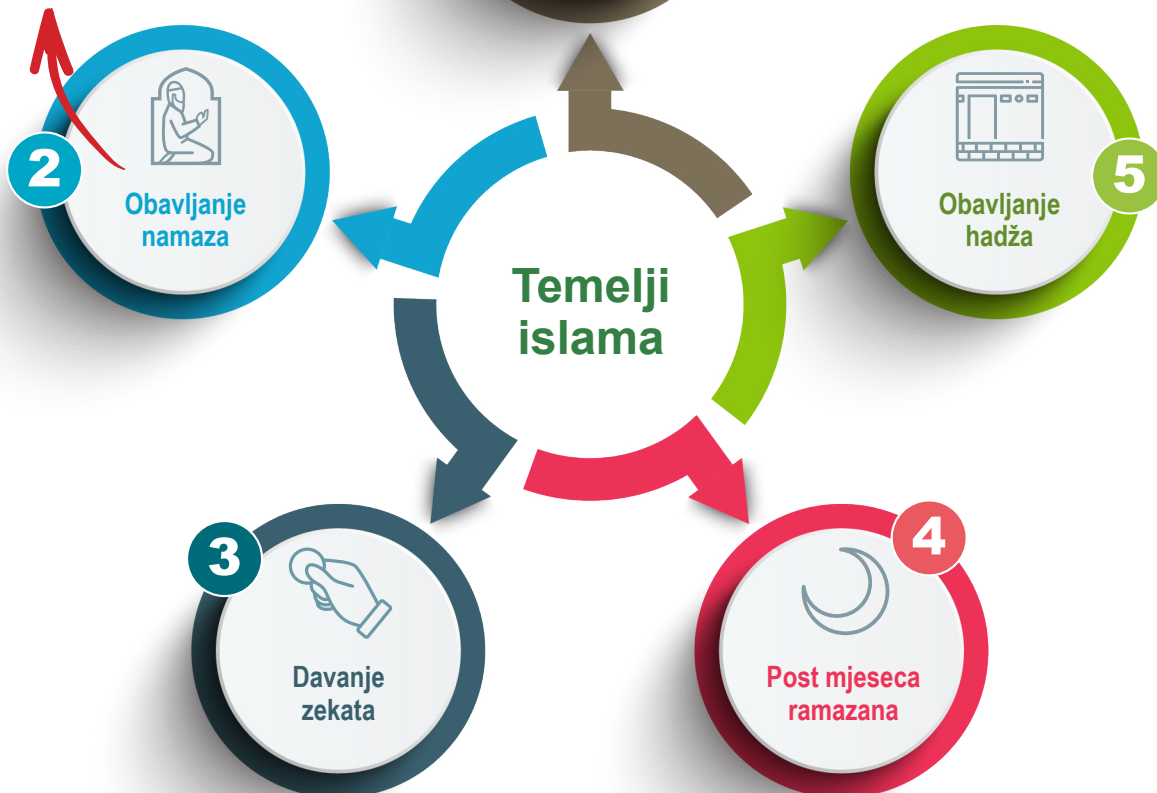 2
Obavljanje
namaza
5
Obavljanje
hadža
Temelji
islama
3
Davanje
zekata
4
Post mjeseca
ramazana